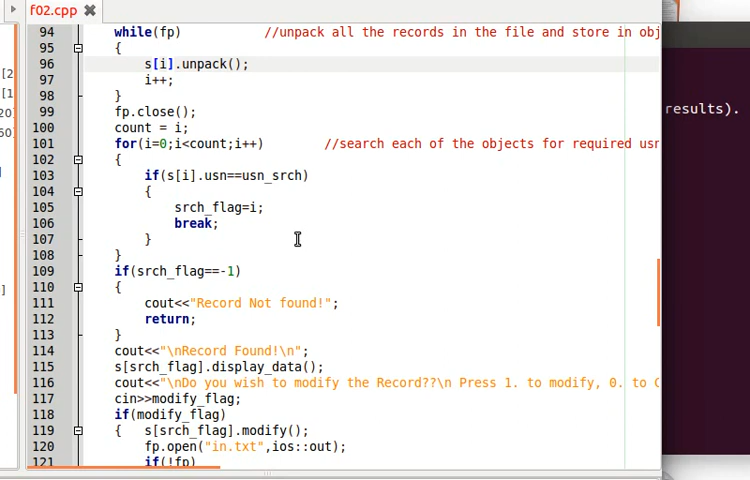 f02.cpp
94 while(fp) //unpack all the records in the file and store in obj
95 {
[2 96 s[i].unpack();
[1 97 i++;
98 }
20] 99 fp.close();
60] 100 count = i;
101 for(i=0;i<count;i++) //search each of the objects for required usn
102 {
] 103 if(s[i].usn==usn_srch)
104 {
105 srch_flag=i;
106 break;
107 }
108 }
109 if(srch_flag==-1)
] 110 {
111 cout<<"Record Not found!";
112 return;
113 }
114 cout<<"\nRecord Found!\n";
115 s[srch_flag].display_data();
116 cout<<"\nDo you wish to modify the Record??\n Press 1. to modify, 0. to C
117 cin>>modify_flag;
118 if(modify_flag)
119 { s[srch_flag].modify();
120 fp.open("in.txt",ios::out);
121 if(!fp)
results).